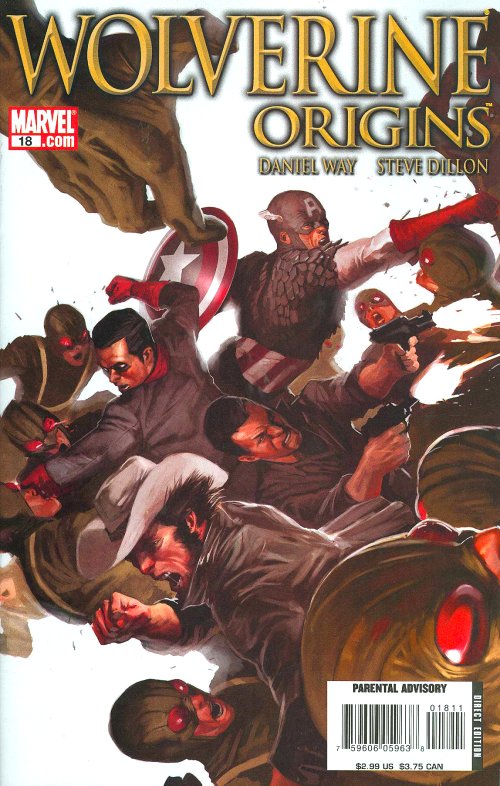 WOLVERINE
ORIGINS™
DANIEL WAY STEVE DILLON
MARVEL
18 .com
A
PARENTAL ADVISORY
01811
7 59606 05963 8
$2.99 US $3.75 CAN
DIRECT EDITION